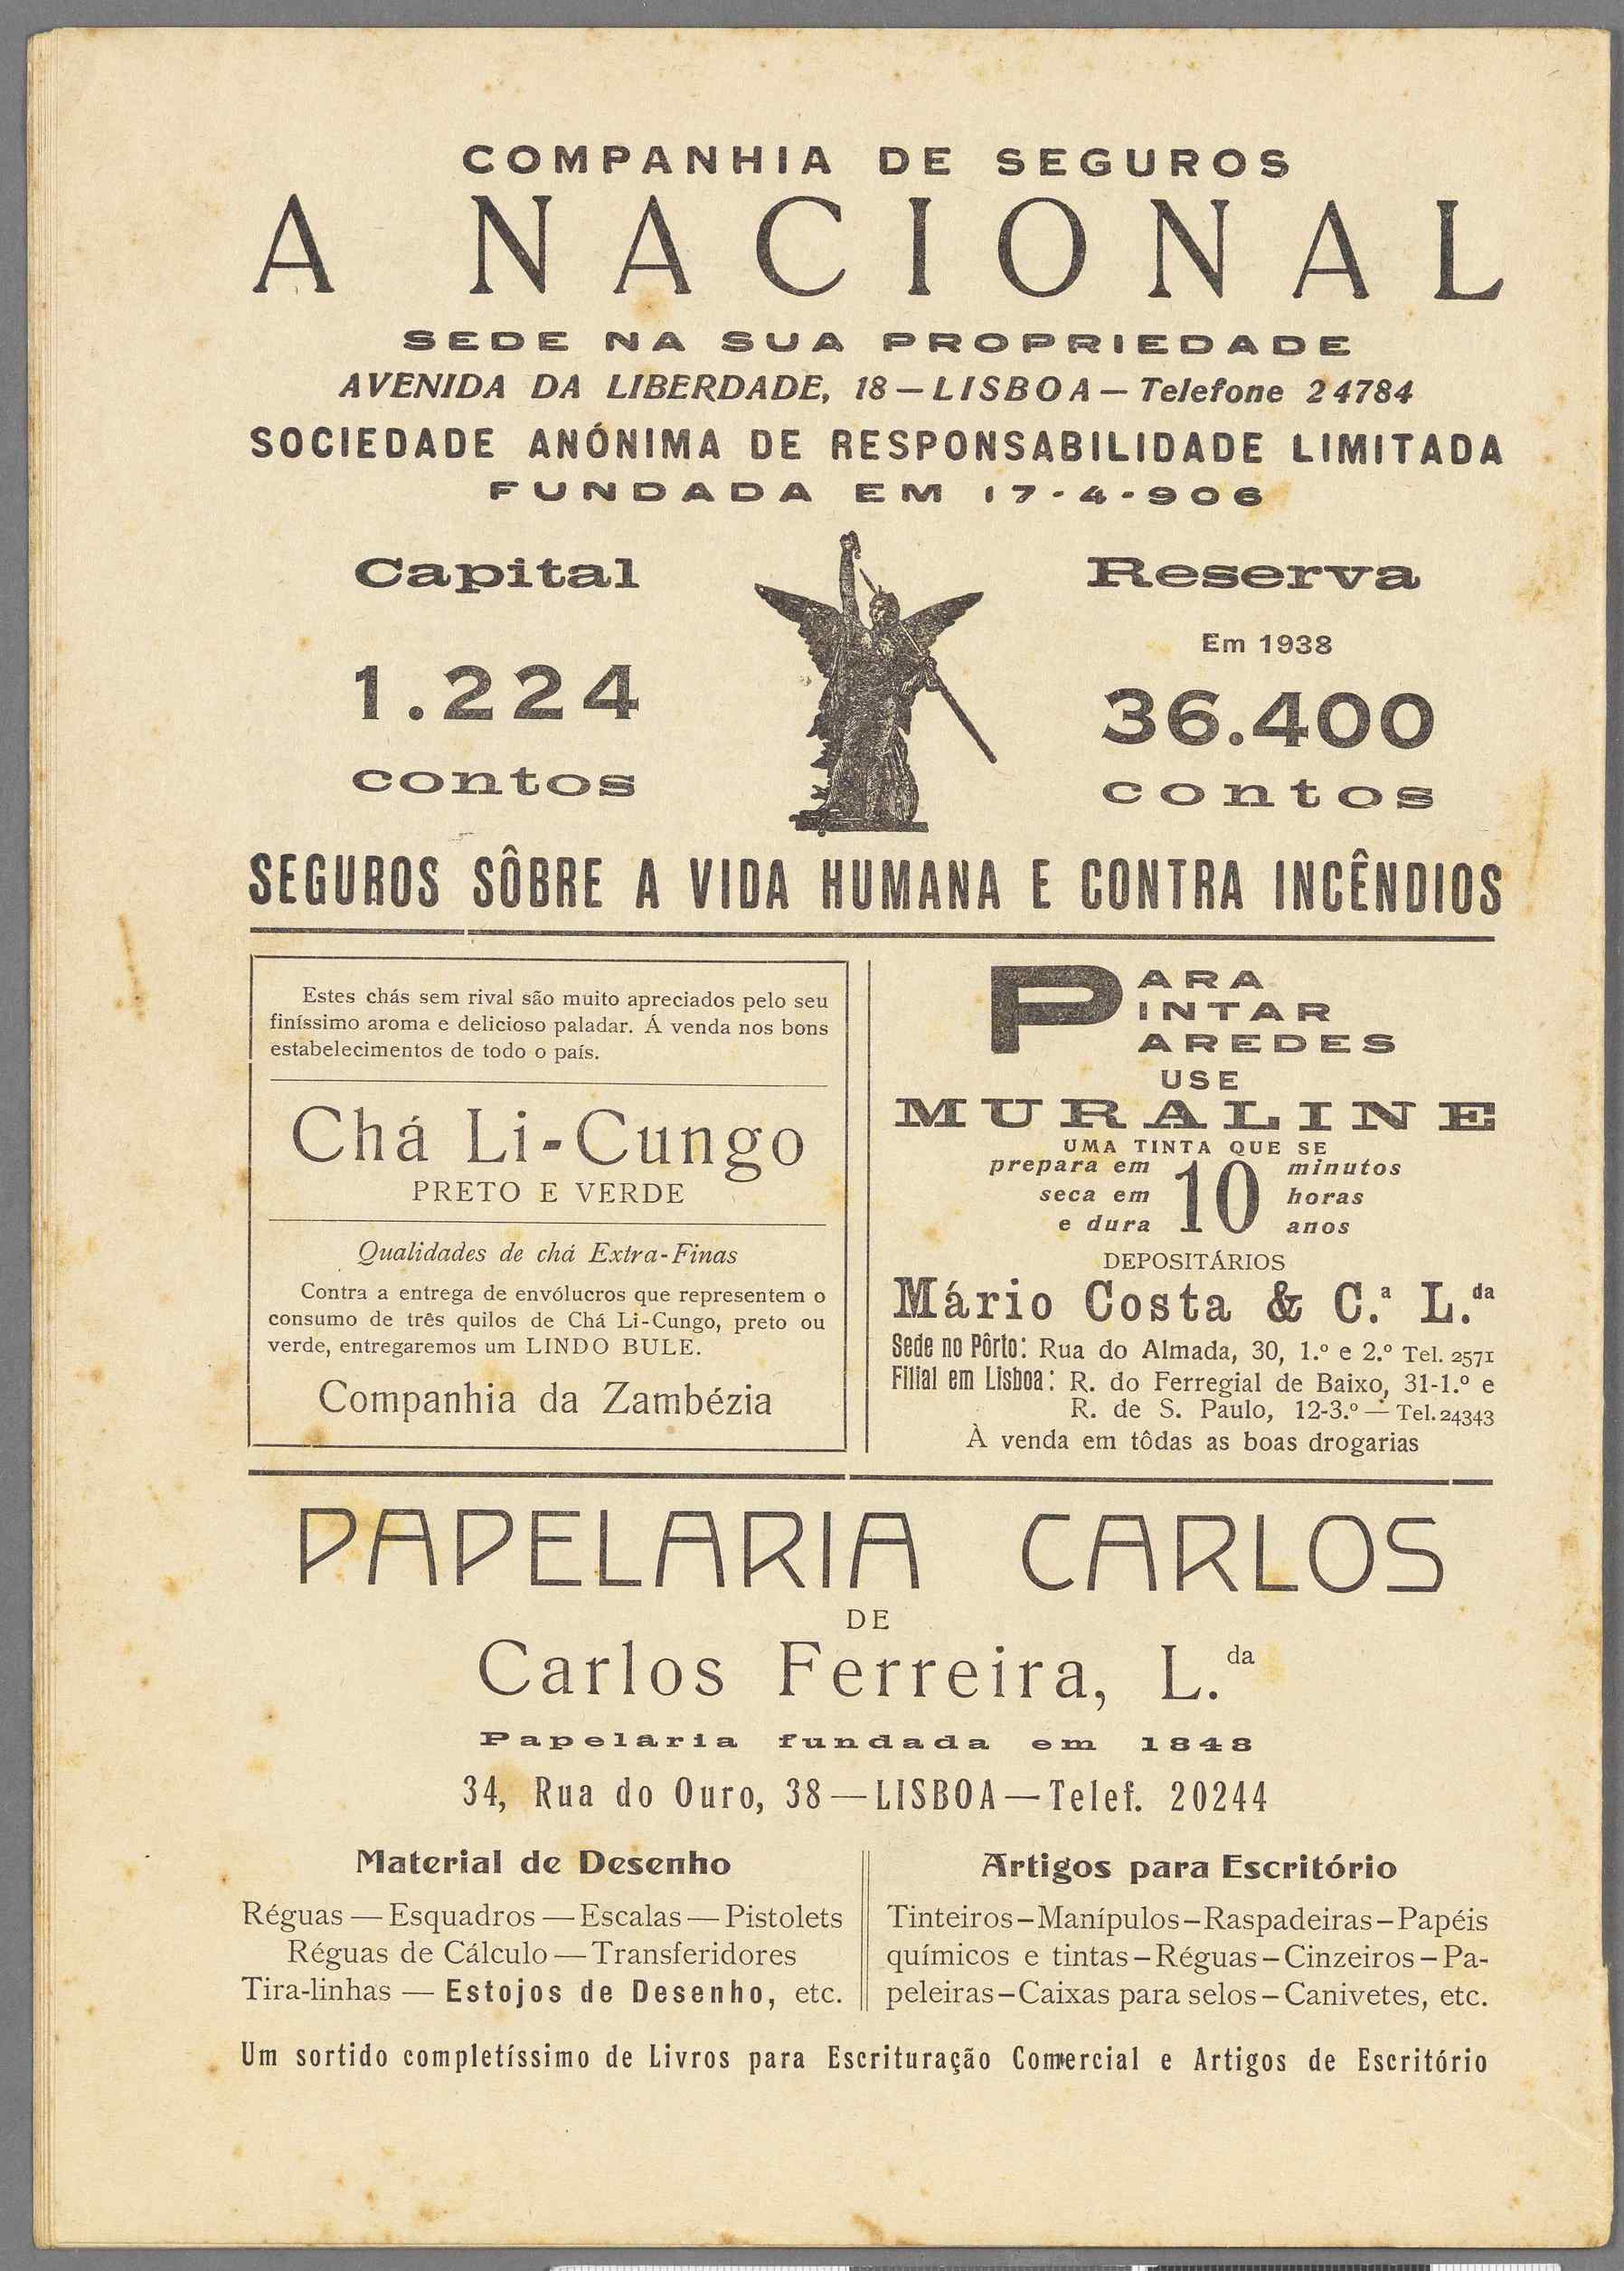 COMPANHIA DE SEGUROS
A NACIONAL
SEDE NA SUA PROPRIEDADE
AVENIDA DA LIBERDADE, 18 — LISBOA — Telefone 24784
SOCIEDADE ANÓNIMA DE RESPONSABILIDADE LIMITADA
FUNDADA EM 17-4-906
Capital
1.224
contos
Reserva
Em 1938
36.400
contos
SEGUROS SÔBRE A VIDA HUMANA E CONTRA INCÊNDIOS
Estes chás sem rival são muito apreciados pelo seu
finíssimo aroma e delicioso paladar. Á venda nos bons
estabelecimentos de todo o país.
Chá Li-Cungo
PRETO E VERDE
Qualidades de chá Extra-Finas
Contra a entrega de envólucros que representem o
consumo de três quilos de Chá Li-Cungo, preto ou
verde, entregaremos um LINDO BULE.
Companhia da Zambézia
PARA
PINTAR
PAREDES
USE
MURALINE
UMA TINTA QUE SE
prepara em 10 minutos
seca em horas
e dura anos
DEPOSITÁRIOS
Mário Costa & C.ª L.da
Sede no Pôrto: Rua do Almada, 30, 1.º e 2.º Tel. 2571
Filial em Lisboa: R. do Ferregial de Baixo, 31-1.º e
R. de S. Paulo, 12-3.º — Tel. 24343
À venda em tôdas as boas drogarias
PAPELARIA CARLOS
DE
Carlos Ferreira, L.da
Papelaria fundada em 1848
34, Rua do Ouro, 38 — LISBOA — Telef. 20244
Material de Desenho
Réguas — Esquadros — Escalas — Pistolets
Réguas de Cálculo — Transferidores
Tira-linhas — Estojos de Desenho, etc.
Artigos para Escritório
Tinteiros – Manípulos – Raspadeiras – Papéis
químicos e tintas – Réguas – Cinzeiros – Pa-
peleiras – Caixas para selos – Canivetes, etc.
Um sortido completíssimo de Livros para Escrituração Comercial e Artigos de Escritório